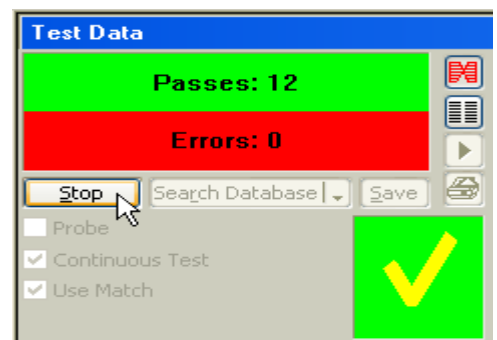 Test Data
Passes: 12
Errors: 0
Stop Search Database Save
Probe
Continuous Test
Use Match